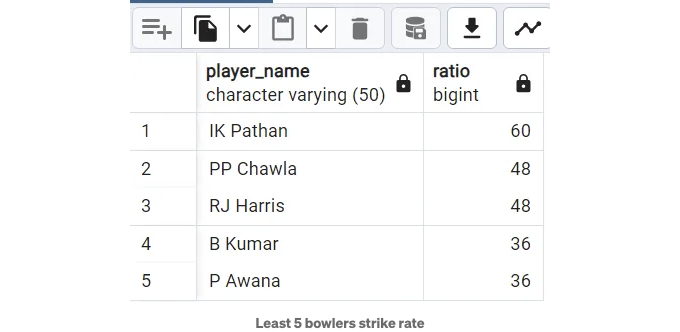 player_name ratio
character varying (50) bigint
1 IK Pathan 60
2 PP Chawla 48
3 RJ Harris 48
4 B Kumar 36
5 P Awana 36
Least 5 bowlers strike rate